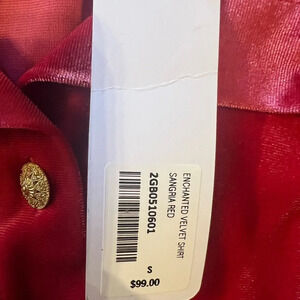 ENCHANTED VELVET SHIRT
SANGRIA RED
2GB0510601
S
$99.00